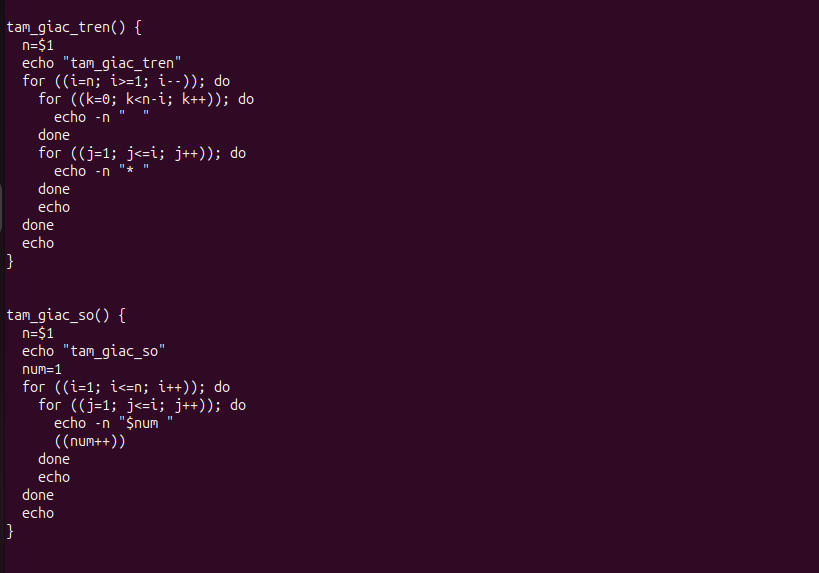 tam_giac_tren() {
  n=$1
  echo "tam_giac_tren"
  for ((i=n; i>=1; i--)); do
    for ((k=0; k<n-i; k++)); do
      echo -n "  "
    done
    for ((j=1; j<=i; j++)); do
      echo -n "* "
    done
    echo
  done
  echo
}
tam_giac_so() {
  n=$1
  echo "tam_giac_so"
  num=1
  for ((i=1; i<=n; i++)); do
    for ((j=1; j<=i; j++)); do
      echo -n "$num "
      ((num++))
    done
    echo
  done
  echo
}